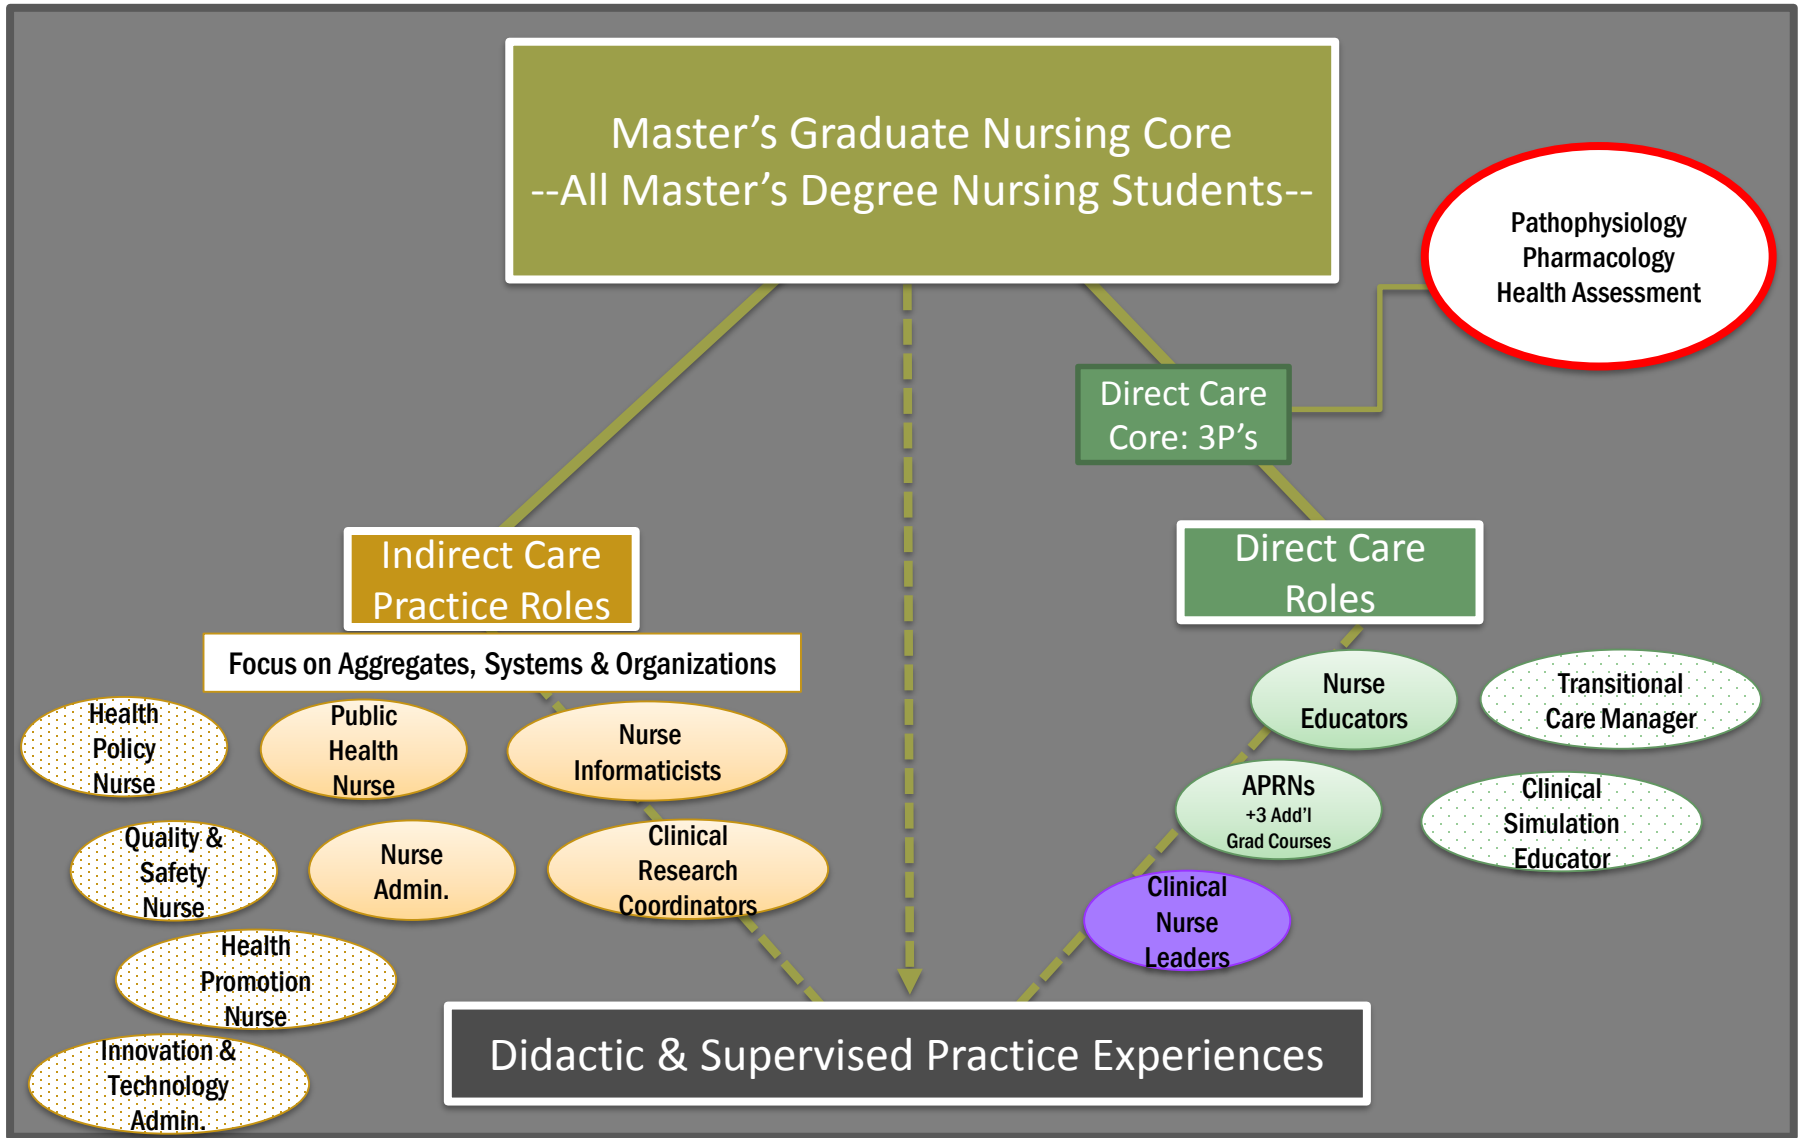 Master's Graduate Nursing Core
--All Master's Degree Nursing Students--
Pathophysiology
Pharmacology
Health Assessment
Direct Care
Core: 3P's
Indirect Care
Practice Roles
Direct Care
Roles
Focus on Aggregates, Systems & Organizations
Health
Policy
Nurse
Public
Health
Nurse
Nurse
Informaticists
Nurse
Educators
Transitional
Care Manager
Quality &
Safety
Nurse
Nurse
Admin.
Clinical
Research
Coordinators
APRNs
+3 Add'l
Grad Courses
Clinical
Simulation
Educator
Clinical
Nurse
Leaders
Health
Promotion
Nurse
Innovation &
Technology
Admin.
Didactic & Supervised Practice Experiences